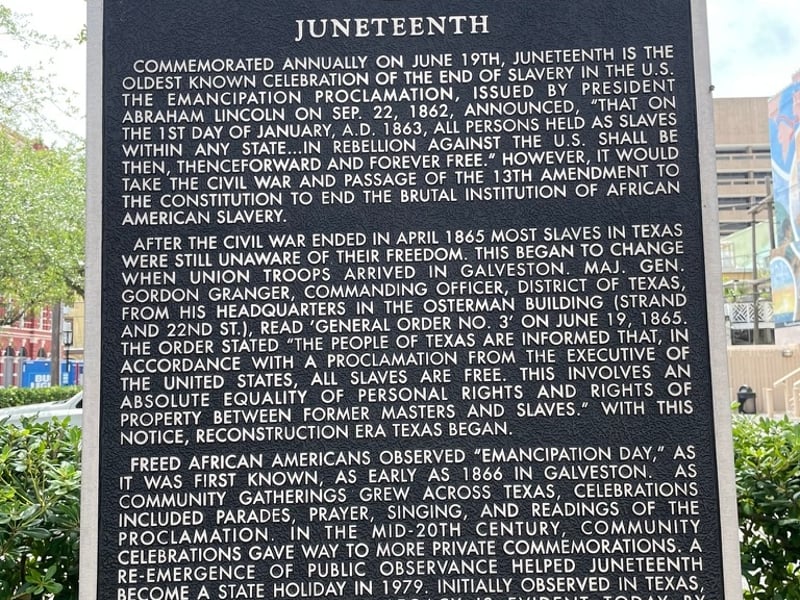 JUNETEENTH
COMMEMORATED ANNUALLY ON JUNE 19TH, JUNETEENTH IS THE
OLDEST KNOWN CELEBRATION OF THE END OF SLAVERY IN THE U.S.
THE EMANCIPATION PROCLAMATION, ISSUED BY PRESIDENT
ABRAHAM LINCOLN ON SEP. 22, 1862, ANNOUNCED, "THAT ON
THE 1ST DAY OF JANUARY, A.D. 1863, ALL PERSONS HELD AS SLAVES
WITHIN ANY STATE...IN REBELLION AGAINST THE U.S. SHALL BE
THEN, THENCEFORWARD AND FOREVER FREE." HOWEVER, IT WOULD
TAKE THE CIVIL WAR AND PASSAGE OF THE 13TH AMENDMENT TO
THE CONSTITUTION TO END THE BRUTAL INSTITUTION OF AFRICAN
AMERICAN SLAVERY.
AFTER THE CIVIL WAR ENDED IN APRIL 1865 MOST SLAVES IN TEXAS
WERE STILL UNAWARE OF THEIR FREEDOM. THIS BEGAN TO CHANGE
WHEN UNION TROOPS ARRIVED IN GALVESTON. MAJ. GEN.
GORDON GRANGER, COMMANDING OFFICER, DISTRICT OF TEXAS,
FROM HIS HEADQUARTERS IN THE OSTERMAN BUILDING (STRAND
AND 22ND ST.), READ 'GENERAL ORDER NO. 3' ON JUNE 19, 1865.
THE ORDER STATED "THE PEOPLE OF TEXAS ARE INFORMED THAT, IN
ACCORDANCE WITH A PROCLAMATION FROM THE EXECUTIVE OF
THE UNITED STATES, ALL SLAVES ARE FREE. THIS INVOLVES AN
ABSOLUTE EQUALITY OF PERSONAL RIGHTS AND RIGHTS OF
PROPERTY BETWEEN FORMER MASTERS AND SLAVES." WITH THIS
NOTICE, RECONSTRUCTION ERA TEXAS BEGAN.
FREED AFRICAN AMERICANS OBSERVED "EMANCIPATION DAY," AS
IT WAS FIRST KNOWN, AS EARLY AS 1866 IN GALVESTON. AS
COMMUNITY GATHERINGS GREW ACROSS TEXAS, CELEBRATIONS
INCLUDED PARADES, PRAYER, SINGING, AND READINGS OF THE
PROCLAMATION. IN THE MID-20TH CENTURY, COMMUNITY
CELEBRATIONS GAVE WAY TO MORE PRIVATE COMMEMORATIONS. A
RE-EMERGENCE OF PUBLIC OBSERVANCE HELPED JUNETEENTH
BECOME A STATE HOLIDAY IN 1979. INITIALLY OBSERVED IN TEXAS,
IS EVIDENT TODAY BY